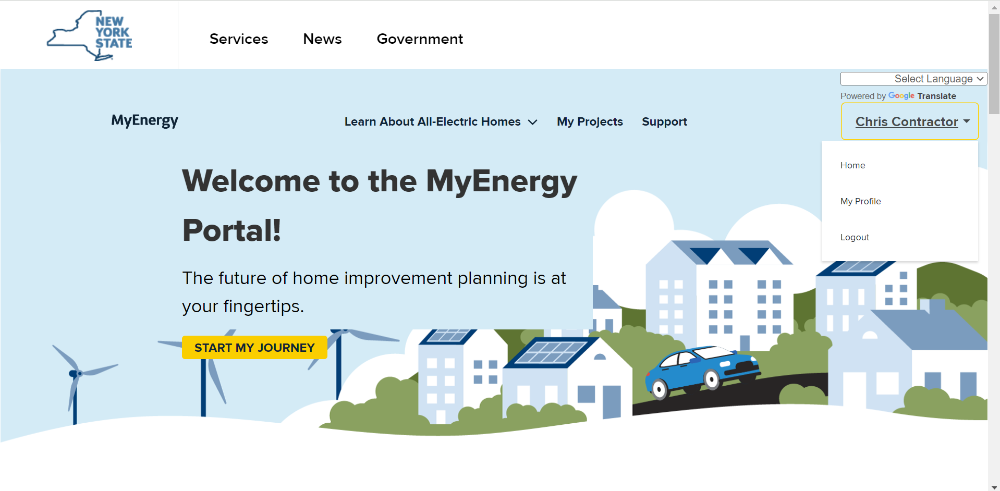 NEW
YORK
STATE
Services
News
Government
Select Language
Powered by Google Translate
MyEnergy
Learn About All-Electric Homes
My Projects
Support
Chris Contractor
Home
My Profile
Logout
Welcome to the MyEnergy
Portal!
The future of home improvement planning is at
your fingertips.
START MY JOURNEY